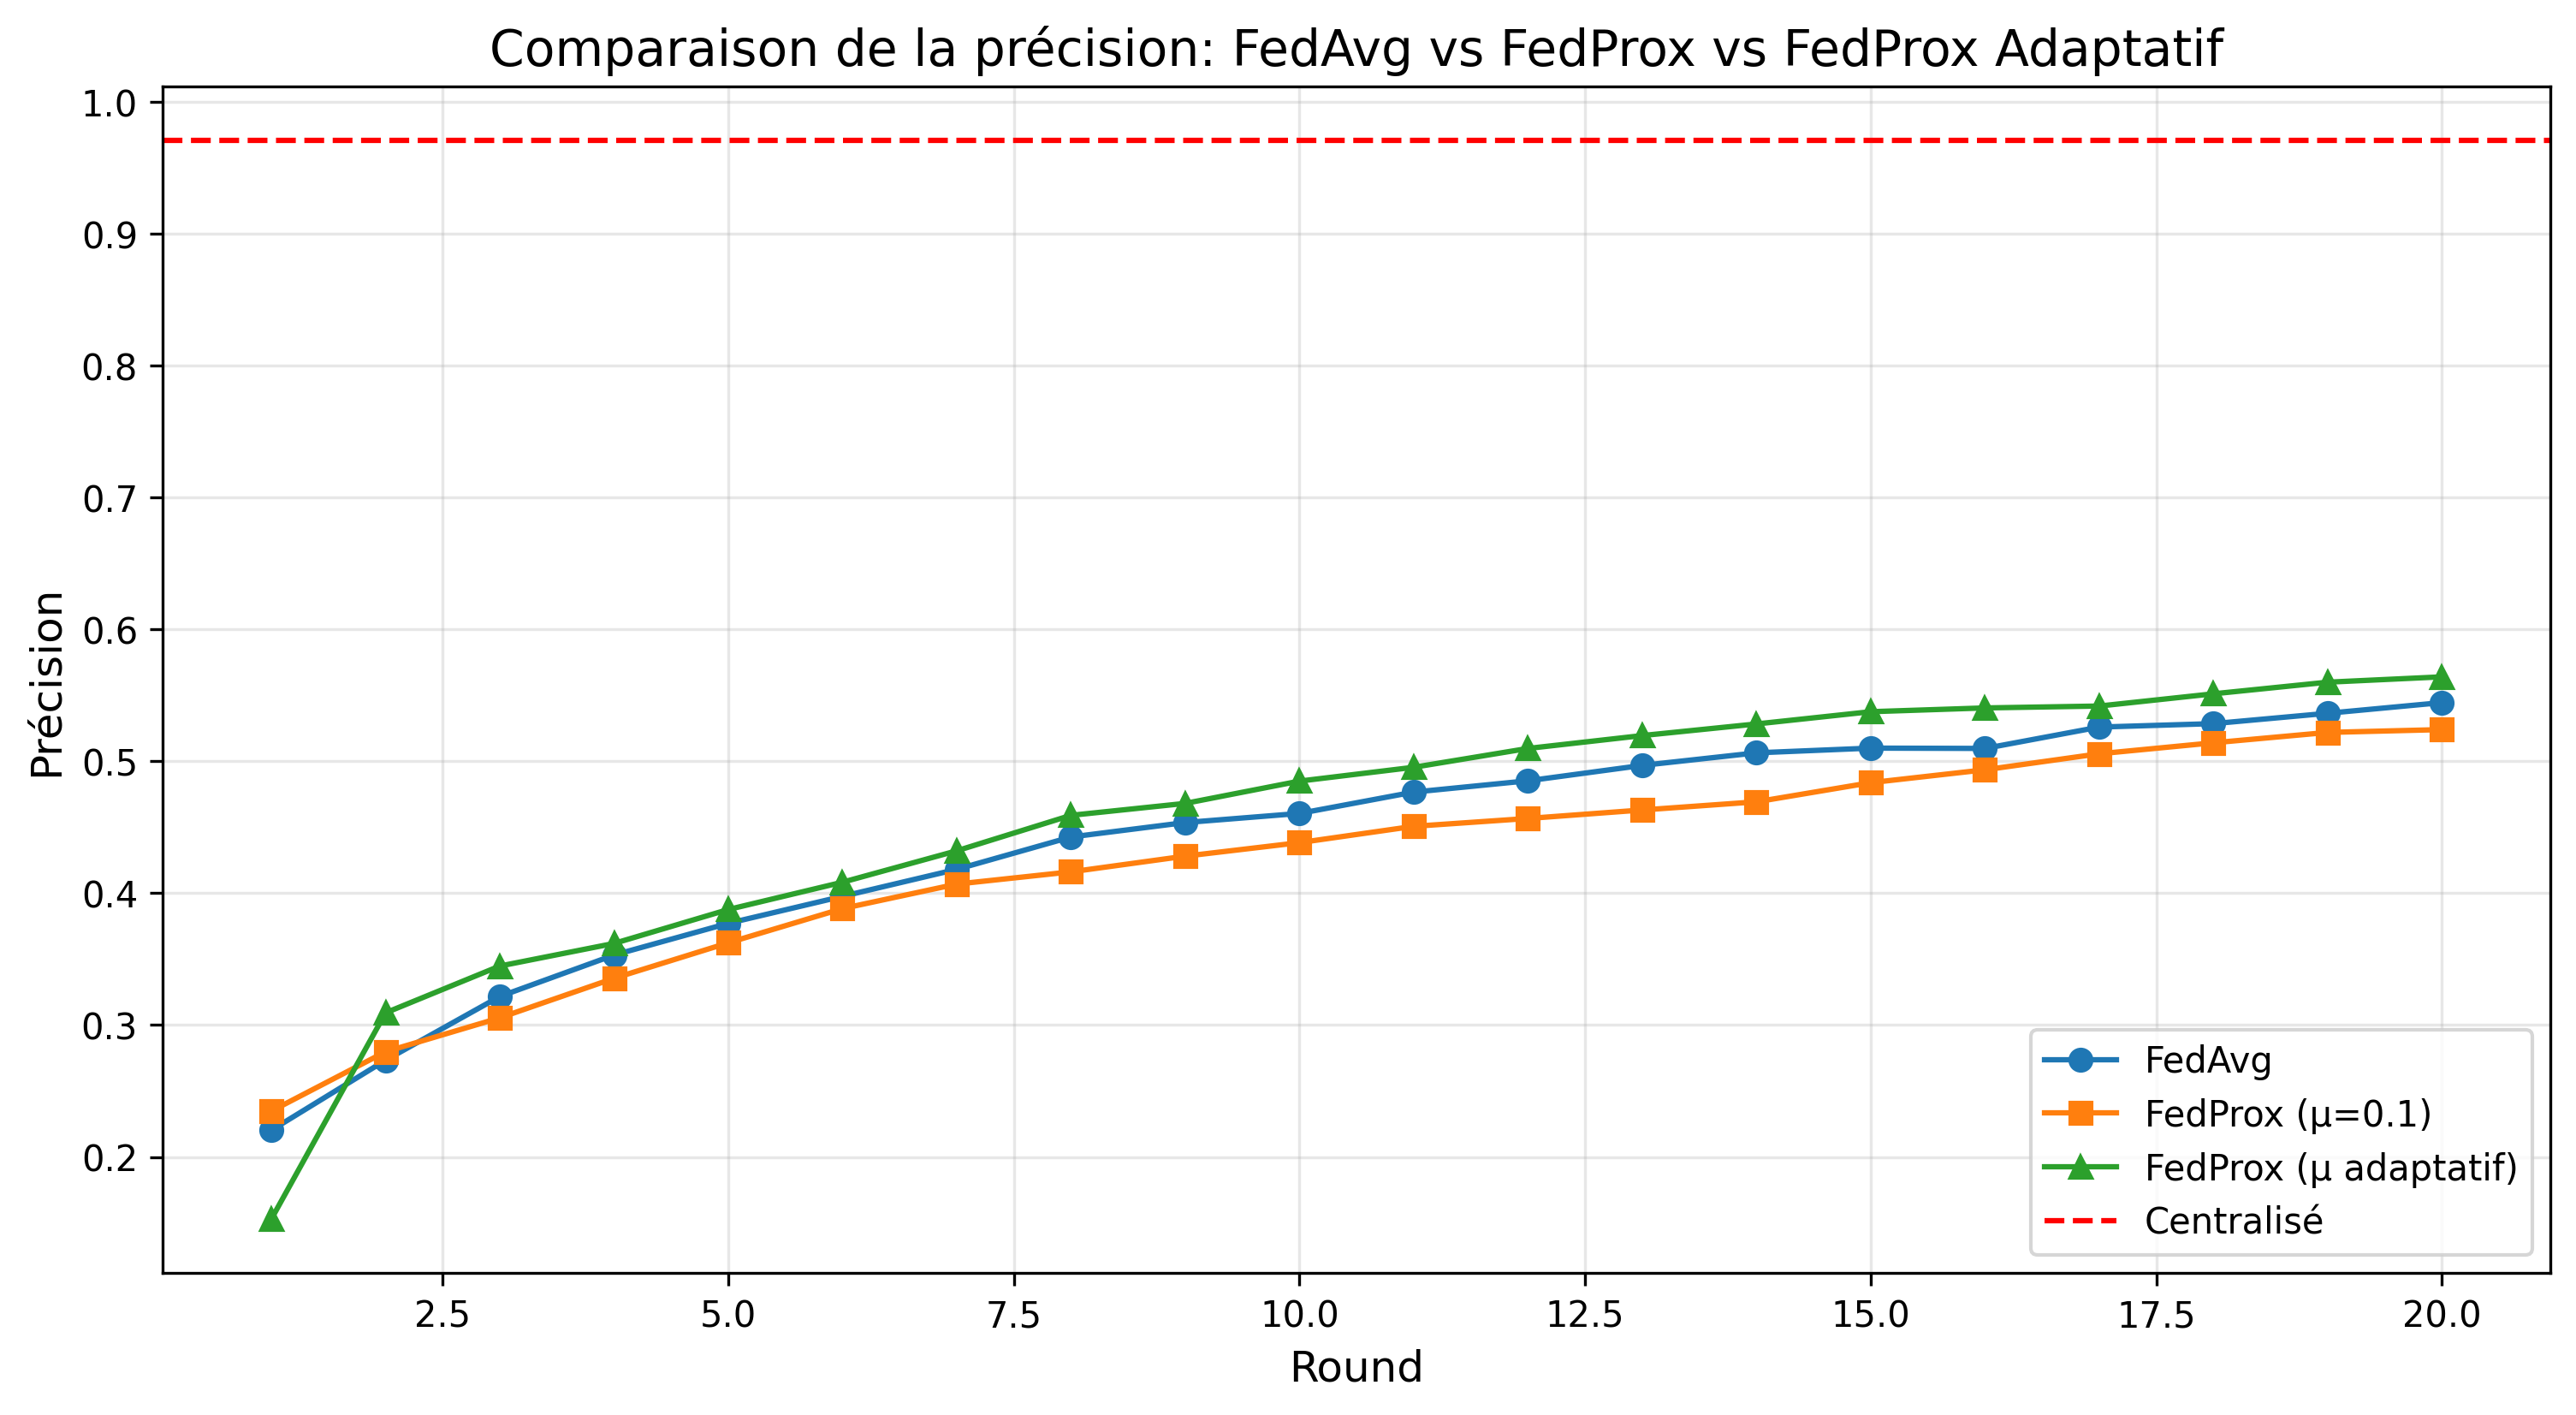 Comparaison de la précision: FedAvg vs FedProx vs FedProx Adaptatif
1.0
0.9
0.8
0.7
0.6
0.5
0.4
0.3
0.2
Précision
FedAvg
FedProx (μ=0.1)
FedProx (μ adaptatif)
Centralisé
2.5 5.0 7.5 10.0 12.5 15.0 17.5 20.0
Round